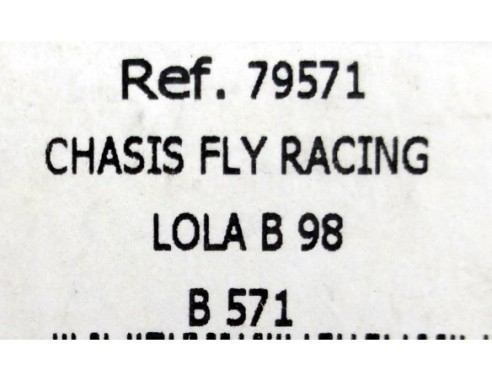 Ref. 79571
CHASIS FLY RACING
LOLA B 98
B 571